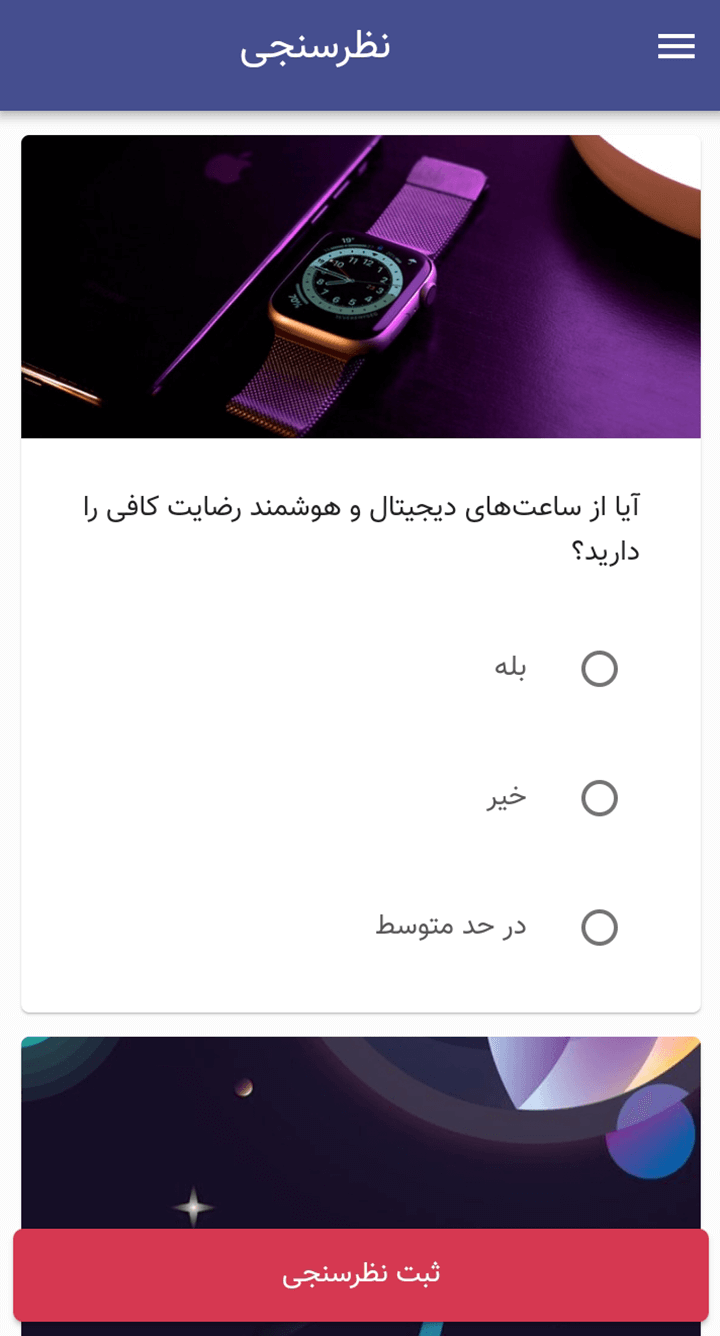 نظرسنجی
آیا از ساعت‌های دیجیتال و هوشمند رضایت کافی را
دارید؟
بله
خیر
در حد متوسط
ثبت نظرسنجی